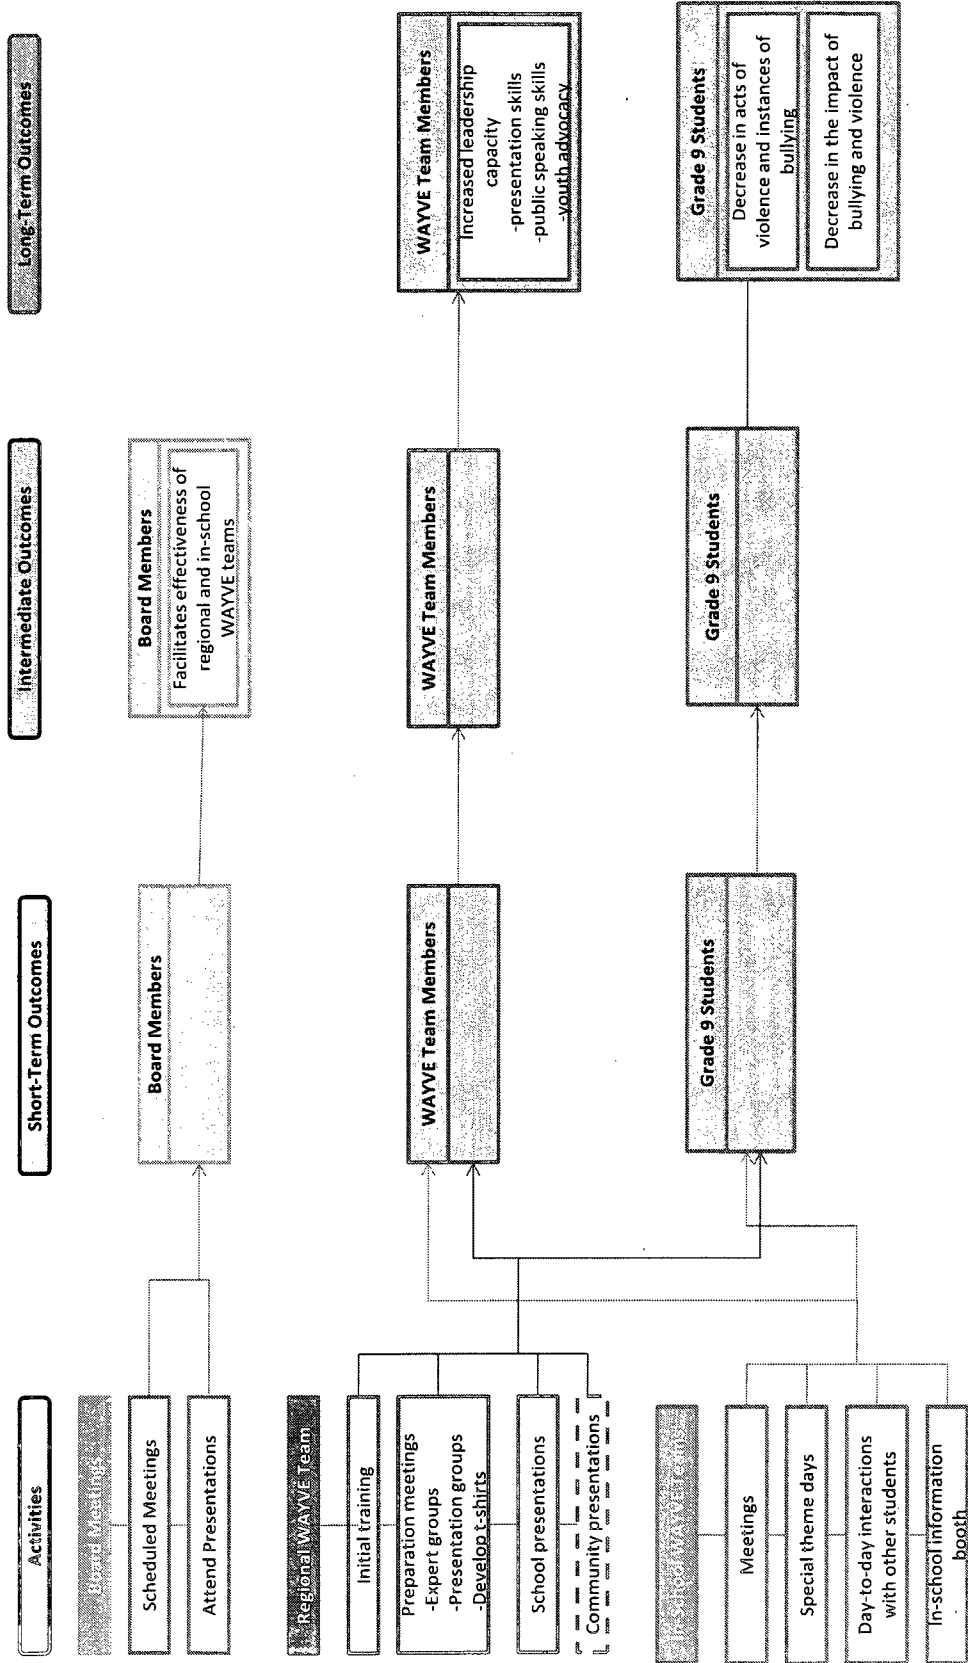 Activities
Short-Term Outcomes
Intermediate Outcomes
Long-Term Outcomes
Board Meetings
Scheduled Meetings
Attend Presentations
Board Members
Board Members
Facilitates effectiveness of
regional and in-school
WAYVE teams
Regional WAYVE Team
Initial training
Preparation meetings
-Expert groups
-Presentation groups
-Develop t-shirts
School presentations
Community presentations
WAYVE Team Members
WAYVE Team Members
WAYVE Team Members
Increased leadership
capacity
-presentation skills
-public speaking skills
-youth advocacy
In-School WAYVE Teams
Meetings
Special theme days
Day-to-day interactions
with other students
In-school information
booth
Grade 9 Students
Grade 9 Students
Grade 9 Students
Decrease in acts of
violence and instances of
bullying
Decrease in the impact of
bullying and violence